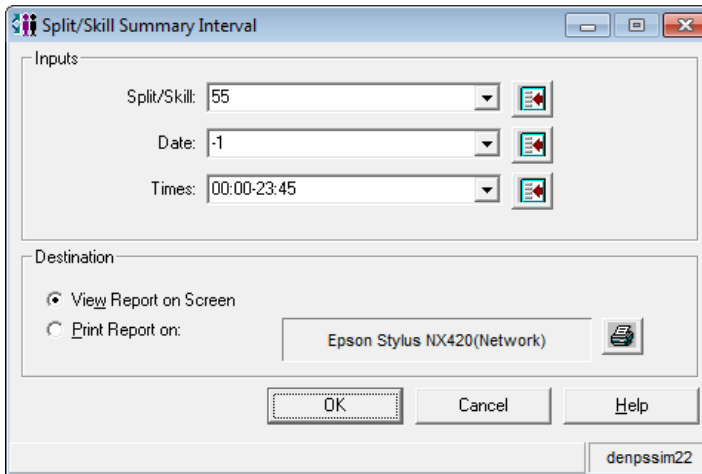 Split/Skill Summary Interval
Inputs
Split/Skill: 55
Date: -1
Times: 00:00-23:45
Destination
View Report on Screen
Print Report on: Epson Stylus NX420(Network)
OK Cancel Help
denpssim22